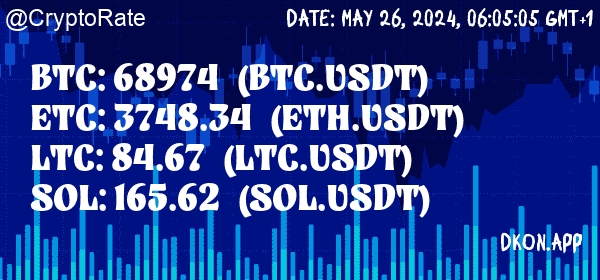 @CryptoRate
DATE: MAY 26, 2024, 06:05:05 GMT+1
BTC: 68974 (BTC.USDT)
ETC: 3748.34 (ETH.USDT)
LTC: 84.67 (LTC.USDT)
SOL: 165.62 (SOL.USDT)
DKON.APP